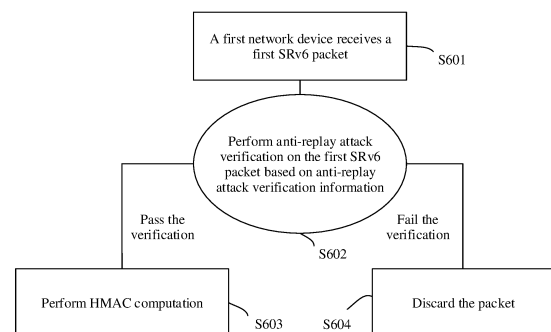 A first network device receives a
first SRv6 packet
S601
Perform anti-replay attack
verification on the first SRv6
packet based on anti-replay
attack verification information
Pass the
verification
Fail the
verification
S602
Perform HMAC computation
S603
S604
Discard the packet